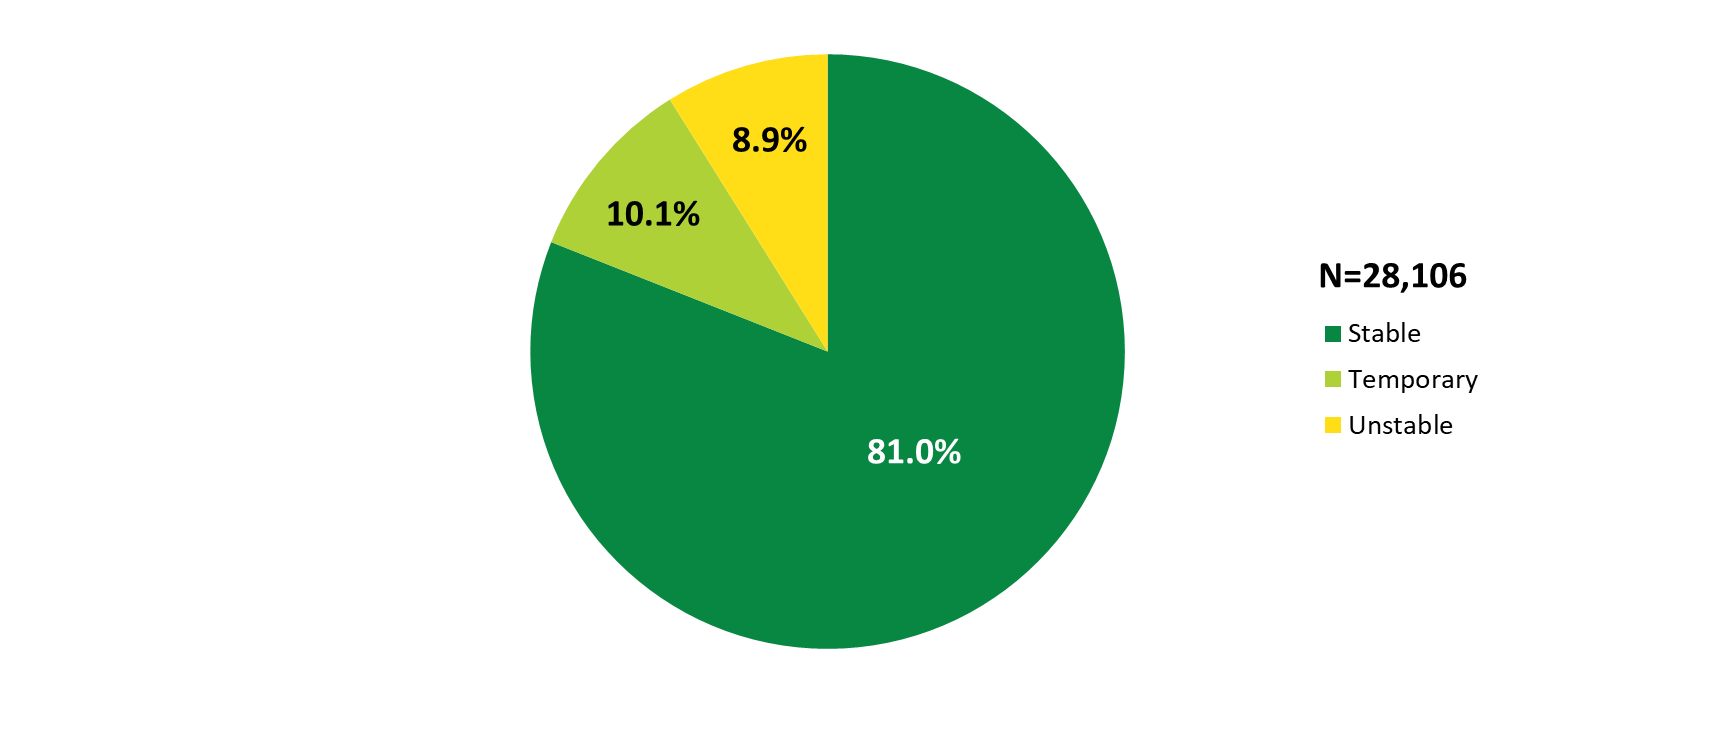 8.9%
10.1%
81.0%
N=28,106
Stable
Temporary
Unstable